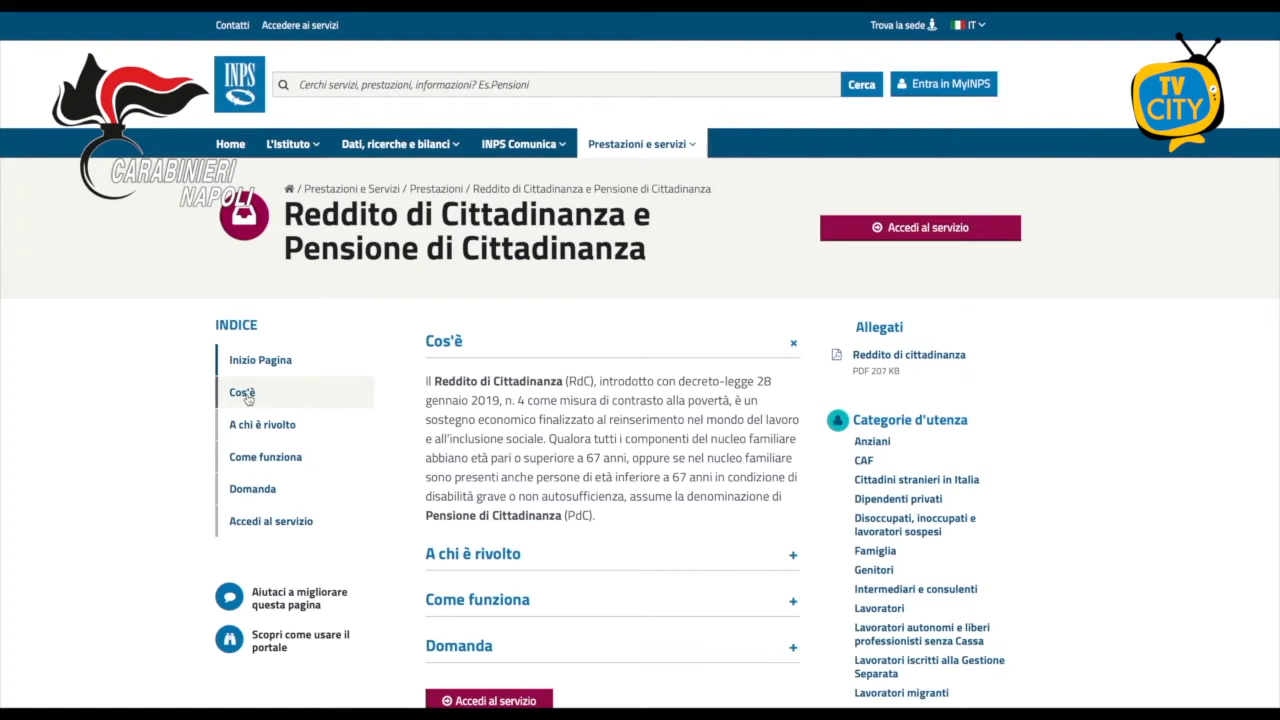 Contatti Accedere ai servizi
Trova la sede IT
INPS
Cerchi servizi, prestazioni, informazioni? Es.Pensioni
Cerca
Entra in MyINPS
TV
CITY
Home L'Istituto Dati, ricerche e bilanci INPS Comunica Prestazioni e servizi
CARABINIERI
NAPOLI
/ Prestazioni e Servizi / Prestazioni / Reddito di Cittadinanza e Pensione di Cittadinanza
Reddito di Cittadinanza e
Pensione di Cittadinanza
Accedi al servizio
INDICE
Inizio Pagina
Cos'è
A chi è rivolto
Come funziona
Domanda
Accedi al servizio
Aiutaci a migliorare
questa pagina
Scopri come usare il
portale
Cos'è
Il Reddito di Cittadinanza (RdC), introdotto con decreto-legge 28
gennaio 2019, n. 4 come misura di contrasto alla povertà, è un
sostegno economico finalizzato al reinserimento nel mondo del lavoro
e all'inclusione sociale. Qualora tutti i componenti del nucleo familiare
abbiano età pari o superiore a 67 anni, oppure se nel nucleo familiare
sono presenti anche persone di età inferiore a 67 anni in condizione di
disabilità grave o non autosufficienza, assume la denominazione di
Pensione di Cittadinanza (PdC).
A chi è rivolto +
Come funziona +
Domanda +
Accedi al servizio
Allegati
Reddito di cittadinanza
PDF 207 KB
Categorie d'utenza
Anziani
CAF
Cittadini stranieri in Italia
Dipendenti privati
Disoccupati, inoccupati e
lavoratori sospesi
Famiglia
Genitori
Intermediari e consulenti
Lavoratori
Lavoratori autonomi e liberi
professionisti senza Cassa
Lavoratori iscritti alla Gestione
Separata
Lavoratori migranti